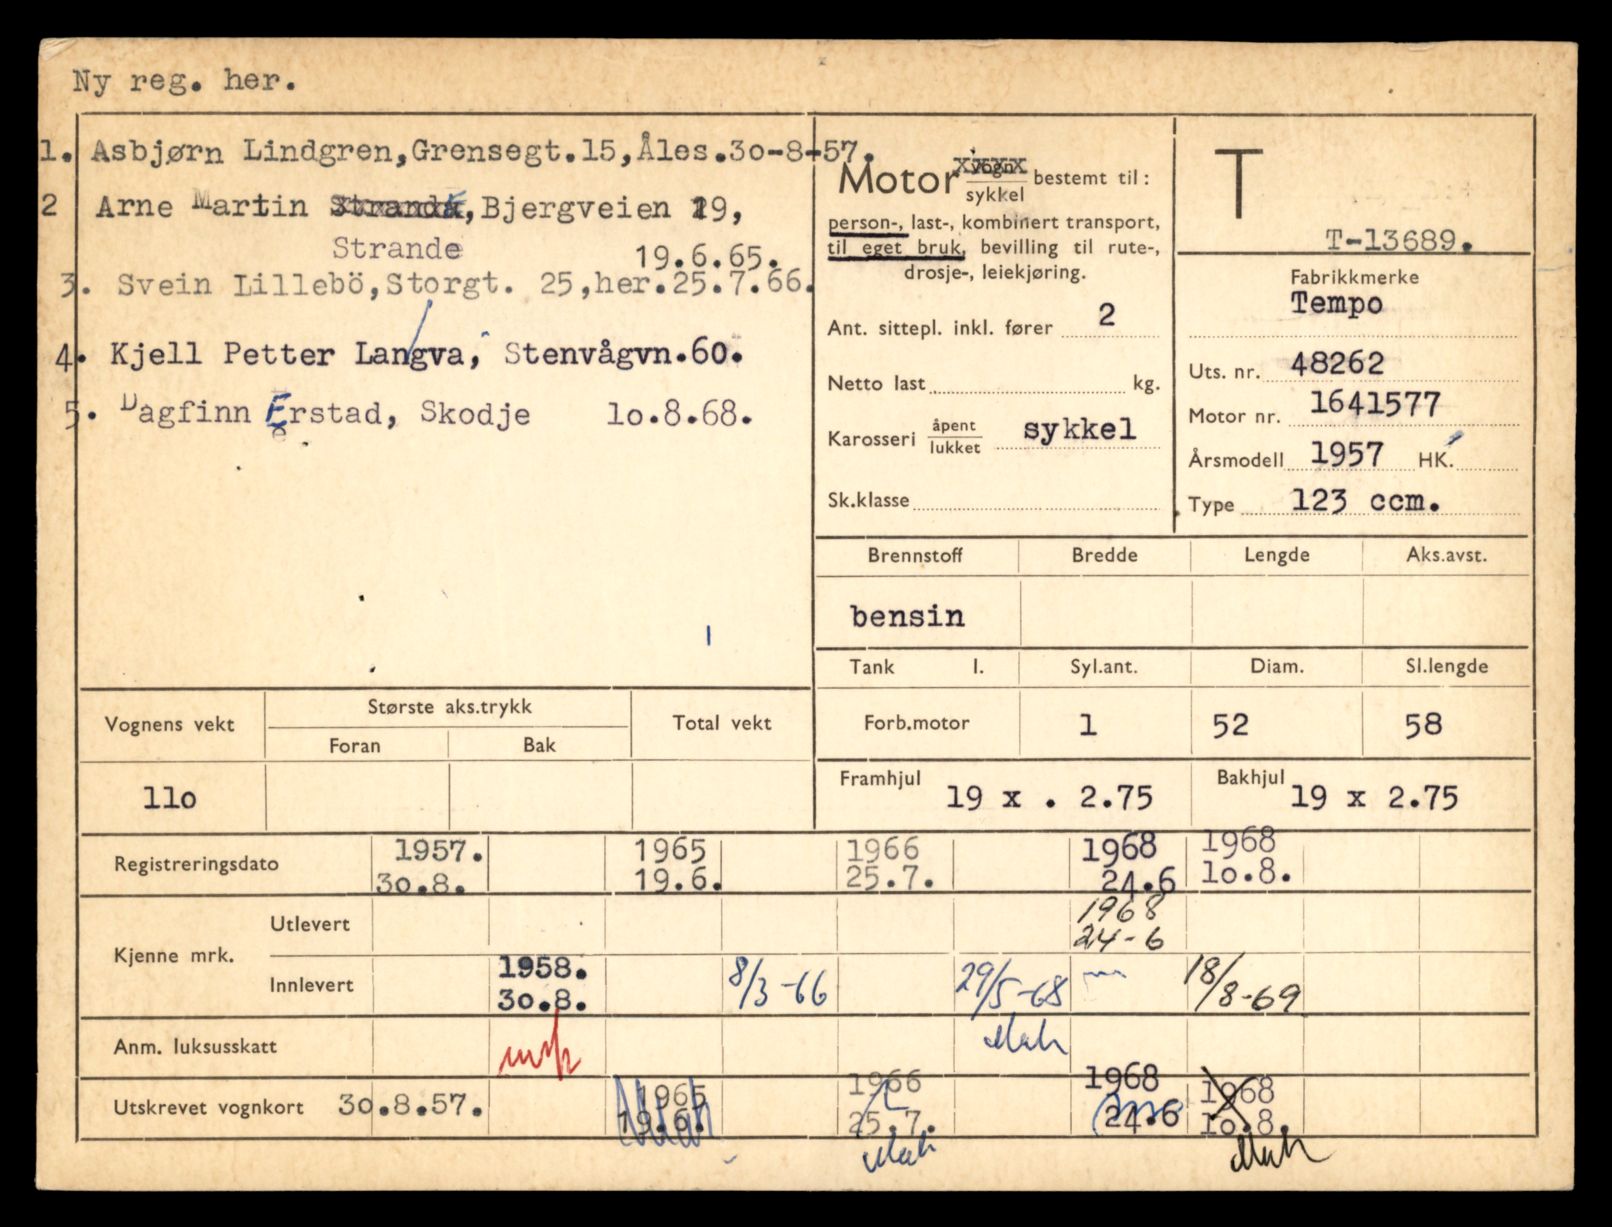 Ny reg. her.
1. Asbjørn Lindgren, Grensegt. 15, Åles. 30-8-57.
2 Arne Martin Strande, Bjergveien 19,
Strande 19.6.65.
3. Svein Lillebö, Storgt. 25, her. 25.7.66.
4. Kjell Petter Langva, Stenvågvn. 60.
5. Dagfinn Erstad, Skodje 10.8.68.
Motor vogn xxxx
sykkel bestemt til:
person-, last-, kombinert transport,
til eget bruk, bevilling til rute-,
drosje-, leiekjøring.
Ant. sittepl. inkl. fører 2
Netto last kg.
Karosseri åpent lukket sykkel
Sk.klasse
T
T-13689.
Fabrikkmerke
Tempo
Uts. nr. 48262
Motor nr. 1641577
Årsmodell 1957 HK.
Type 123 ccm.
Brennstoff Bredde Lengde Aks.avst.
bensin
Tank l. Syl.ant. Diam. Sl.lengde
Forb.motor 1 52 58
Framhjul 19 x . 2.75 Bakhjul 19 x 2.75
Vognens vekt Største aks.trykk Total vekt
Foran Bak
110
Registreringsdato 1957. 1965 1966 1968 1968
30.8. 19.6. 25.7. 24.6 10.8.
Kjenne mrk. Utlevert 1968
24-6
Innlevert 1958. 8/3-66 29/5-68 18/8-69
30.8.
Anm. luksusskatt
Utskrevet vognkort 30.8.57. 1965 1966 1968 1968
19.6. 25.7. 24.6 10.8.